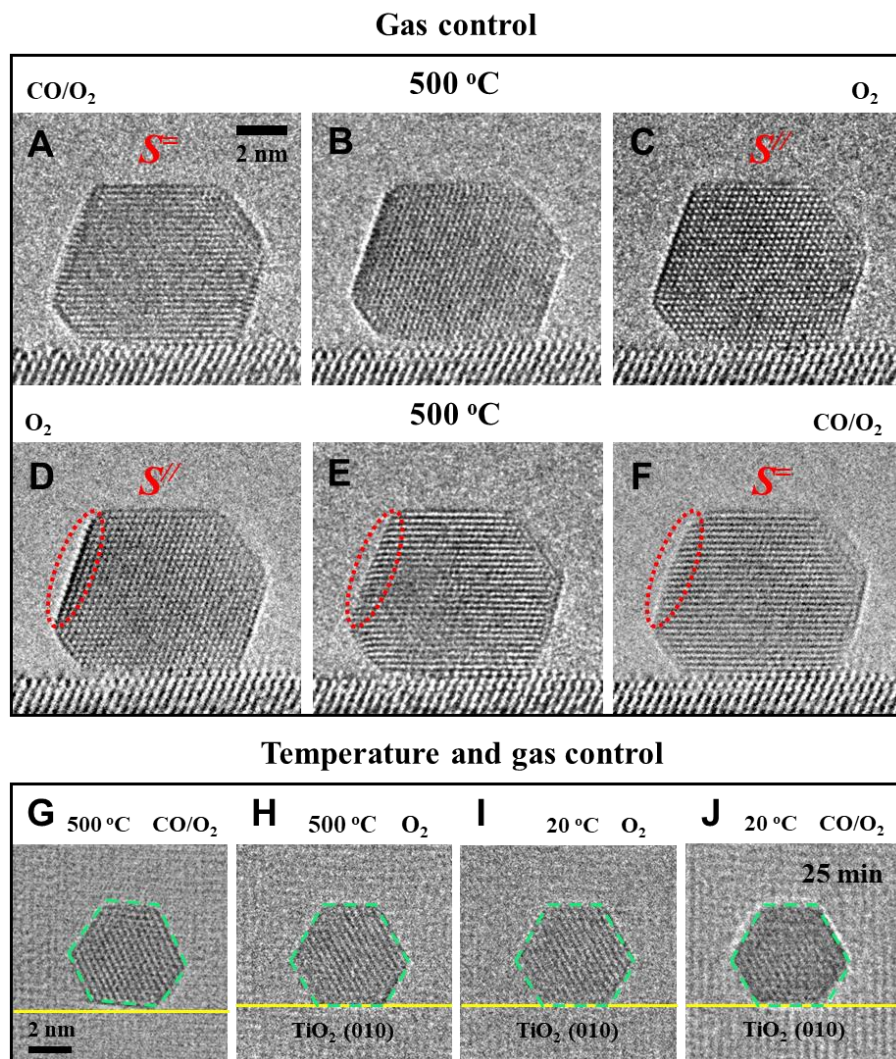 Gas control
CO/O₂ 500 °C O₂
A S⁼ 2 nm B C S^//
O₂ 500 °C CO/O₂
D S^// E F S⁼
Temperature and gas control
G 500 °C CO/O₂ H 500 °C O₂ I 20 °C O₂ J 20 °C CO/O₂
25 min
2 nm TiO₂ (010) TiO₂ (010) TiO₂ (010)